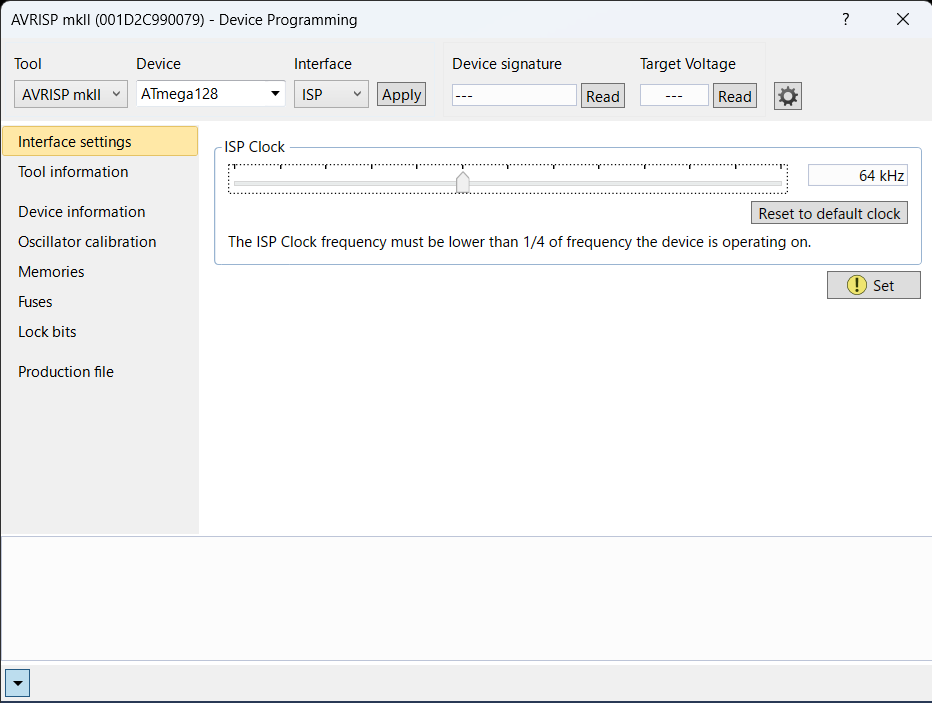 AVRISP mkII (001D2C990079) - Device Programming ?
Tool Device Interface Device signature Target Voltage
AVRISP mkII ATmega128 ISP Apply --- Read --- Read
Interface settings
Tool information
Device information
Oscillator calibration
Memories
Fuses
Lock bits
Production file
ISP Clock
64 kHz
Reset to default clock
The ISP Clock frequency must be lower than 1/4 of frequency the device is operating on.
! Set